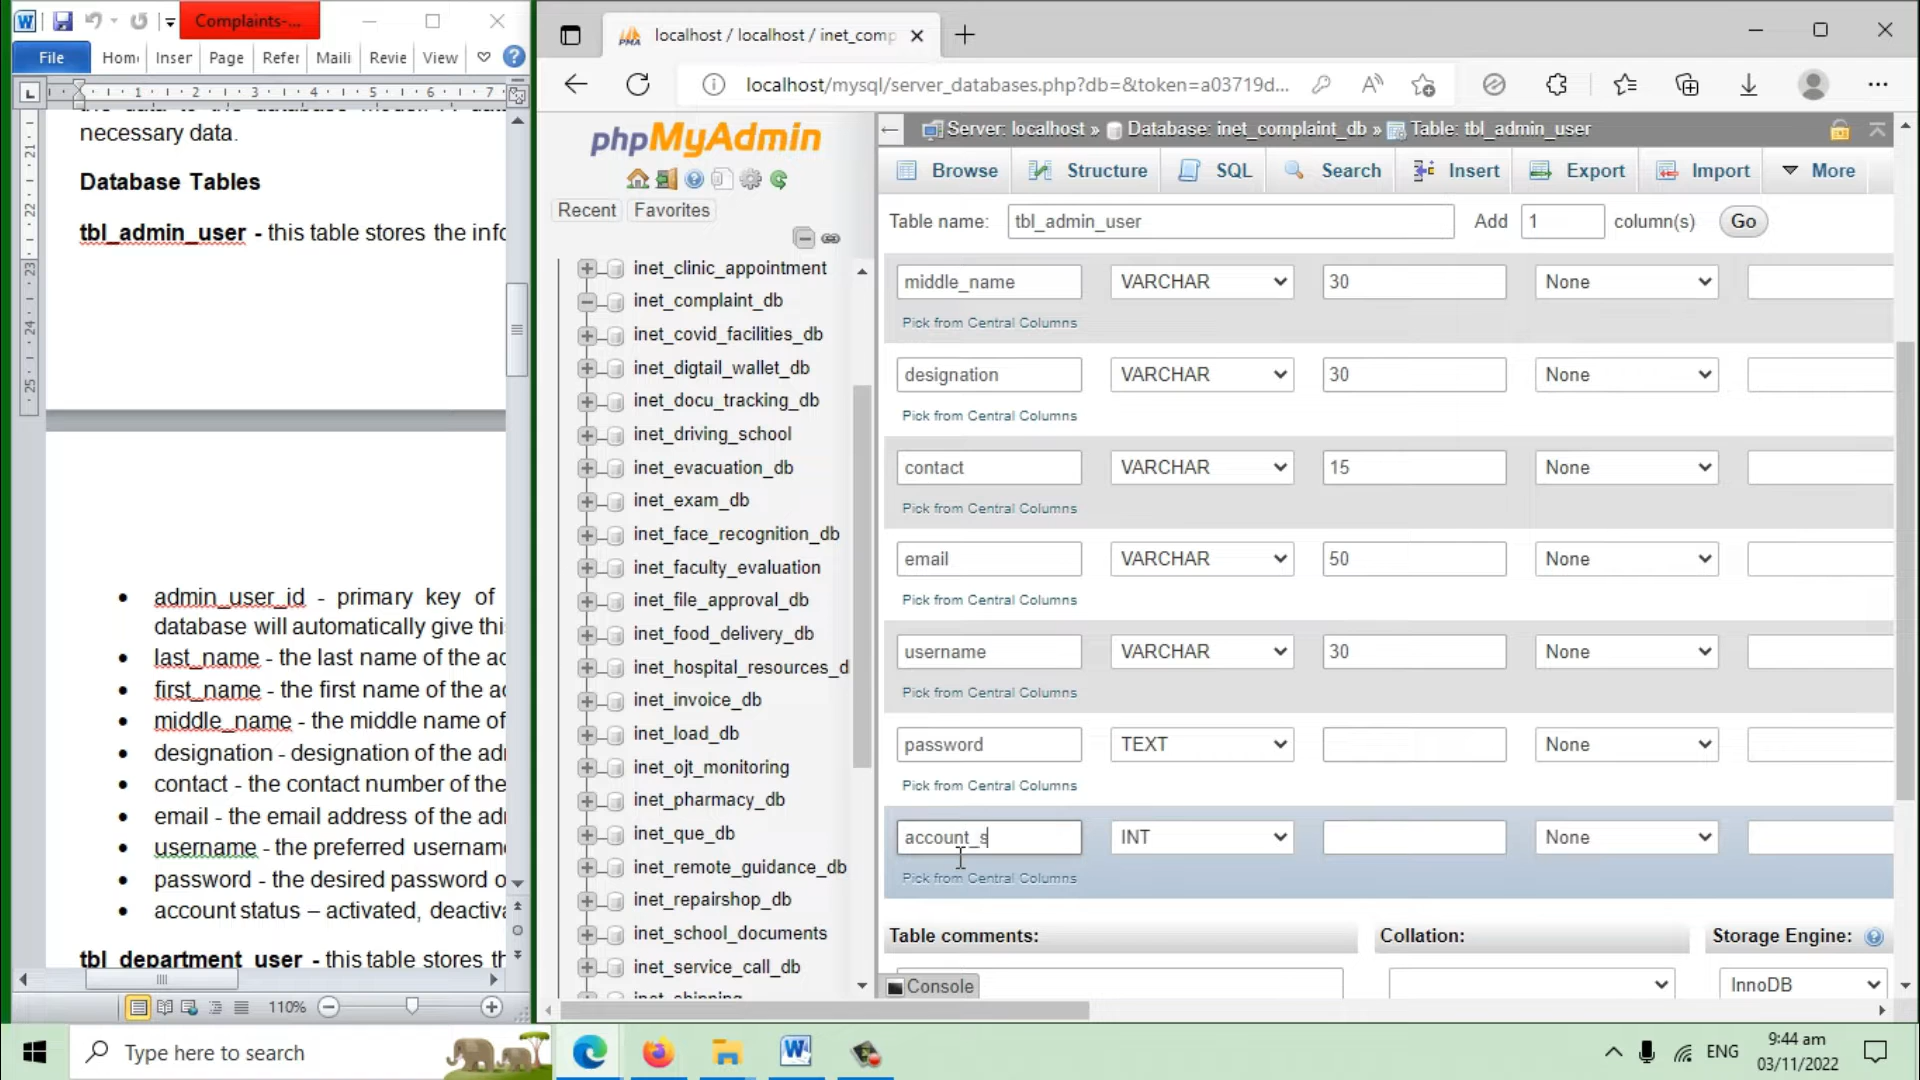 Complaints-...
File
Home
Inser
Page
Refer
Maili
Revie
View
necessary data.
Database Tables
tbl_admin_user - this table stores the info
admin_user_id - primary key of
database will automatically give this
last_name - the last name of the ad
first_name - the first name of the ad
middle_name - the middle name of
designation - designation of the adm
contact - the contact number of the
email - the email address of the adm
username - the preferred username
password - the desired password o
account status – activated, deactiva
tbl_department_user - this table stores th
110%
localhost / localhost / inet_comp
localhost/mysql/server_databases.php?db=&token=a03719d...
phpMyAdmin
Recent
Favorites
inet_clinic_appointment
inet_complaint_db
inet_covid_facilities_db
inet_digtail_wallet_db
inet_docu_tracking_db
inet_driving_school
inet_evacuation_db
inet_exam_db
inet_face_recognition_db
inet_faculty_evaluation
inet_file_approval_db
inet_food_delivery_db
inet_hospital_resources_d
inet_invoice_db
inet_load_db
inet_ojt_monitoring
inet_pharmacy_db
inet_que_db
inet_remote_guidance_db
inet_repairshop_db
inet_school_documents
inet_service_call_db
inet_shipping
Server: localhost » Database: inet_complaint_db » Table: tbl_admin_user
Browse Structure SQL Search Insert Export Import More
Table name: tbl_admin_user Add 1 column(s) Go
middle_name VARCHAR 30 None
Pick from Central Columns
designation VARCHAR 30 None
Pick from Central Columns
contact VARCHAR 15 None
Pick from Central Columns
email VARCHAR 50 None
Pick from Central Columns
username VARCHAR 30 None
Pick from Central Columns
password TEXT None
Pick from Central Columns
account_s INT None
Pick from Central Columns
Table comments: Collation: Storage Engine:
InnoDB
Console
Type here to search
ENG
9:44 am
03/11/2022